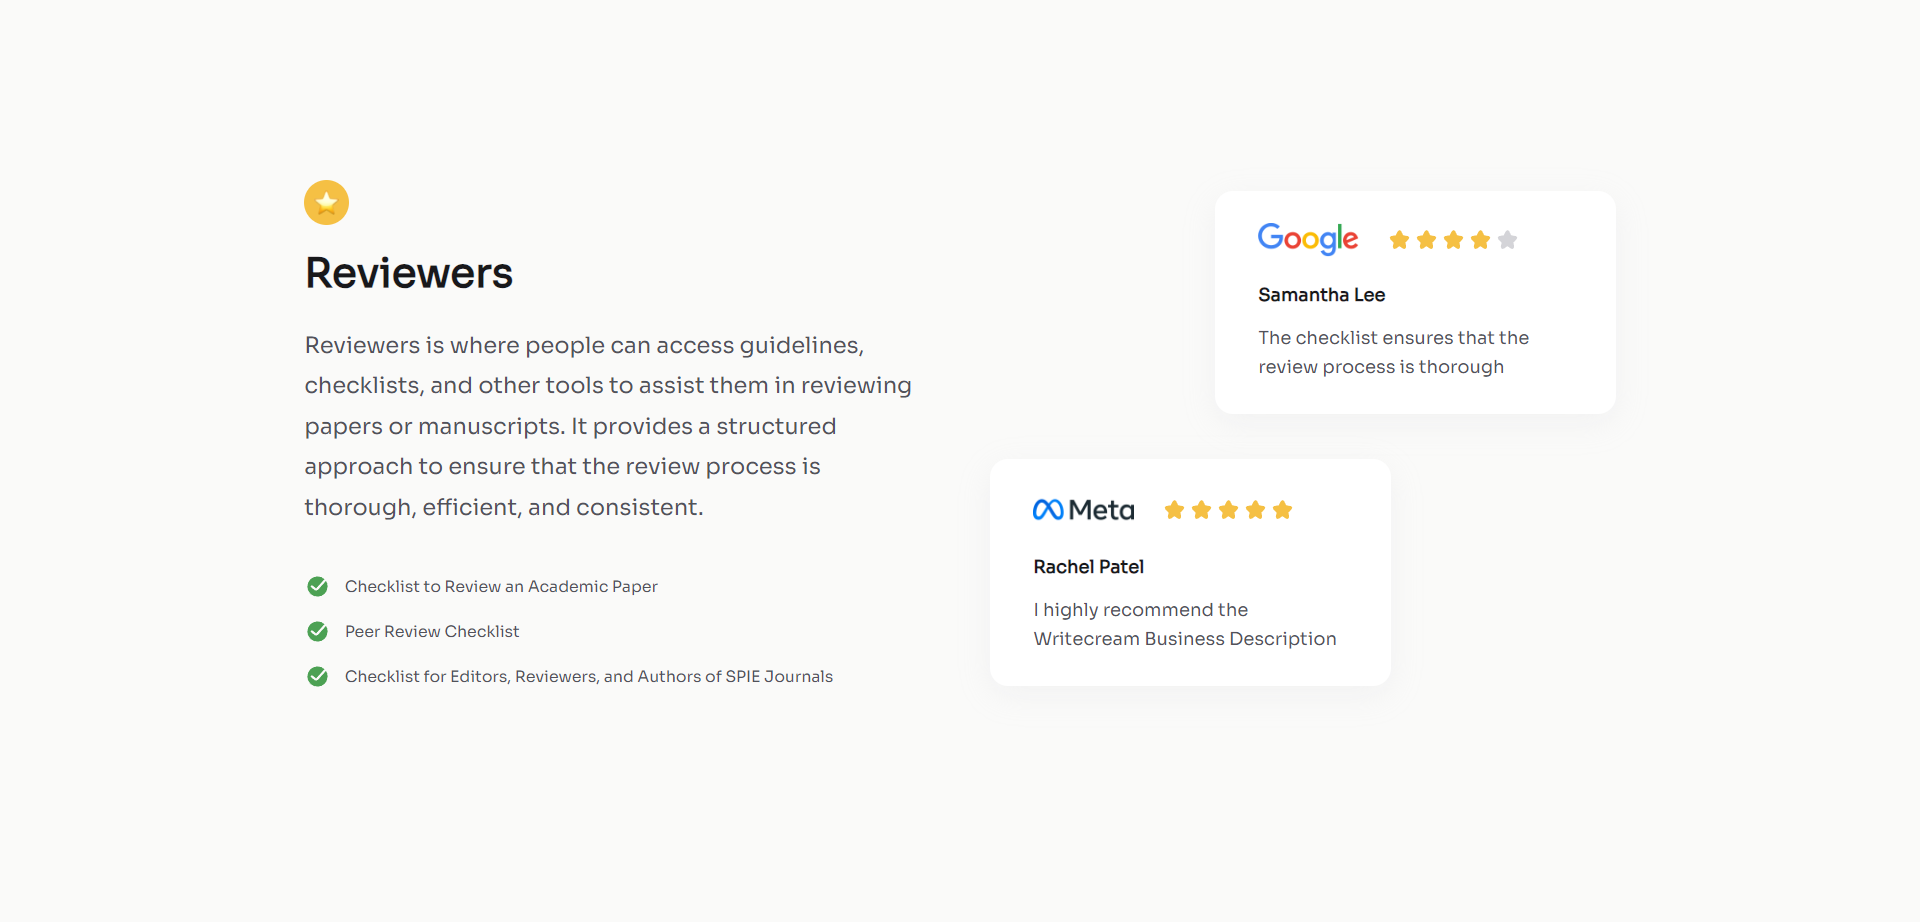 Reviewers
Reviewers is where people can access guidelines,
checklists, and other tools to assist them in reviewing
papers or manuscripts. It provides a structured
approach to ensure that the review process is
thorough, efficient, and consistent.
Checklist to Review an Academic Paper
Peer Review Checklist
Checklist for Editors, Reviewers, and Authors of SPIE Journals
Google
Samantha Lee
The checklist ensures that the
review process is thorough
Meta
Rachel Patel
I highly recommend the
Writecream Business Description